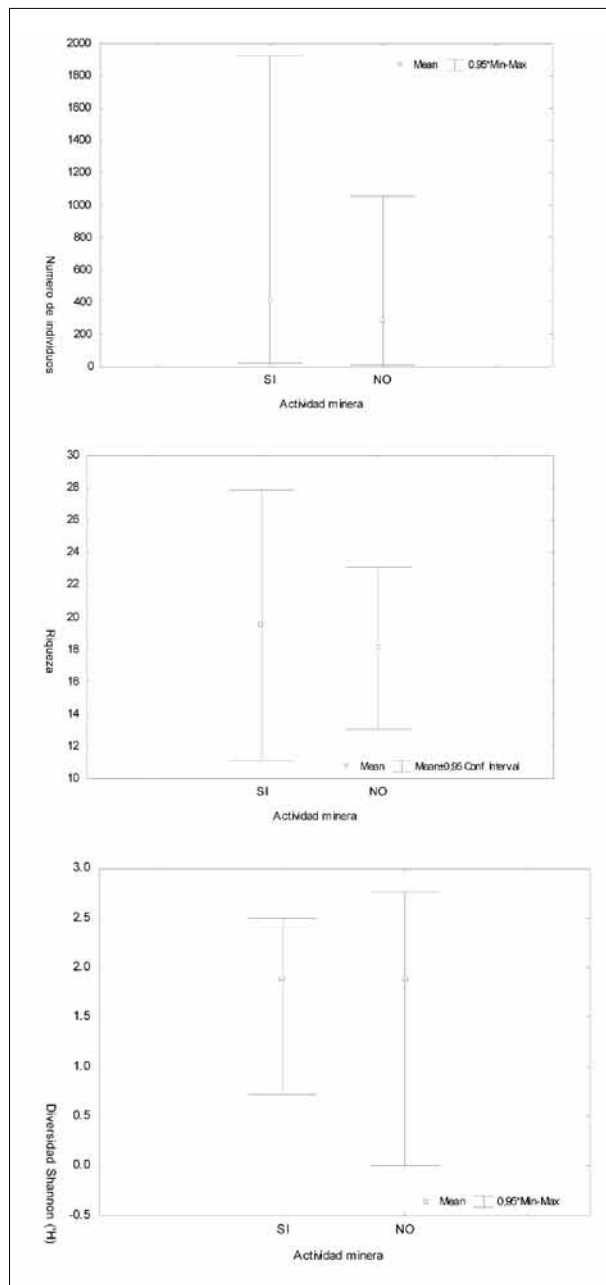 2000
Mean 0.95*Min-Max
1800
1600
1400
1200
1000
800
600
400
200
0
Numero de individuos
SI NO
Actividad minera
30
28
26
24
22
20
18
16
14
12
10
Riqueza
Mean Mean±0,95 Conf Interval
SI NO
Actividad minera
3.0
2.5
2.0
1.5
1.0
0.5
0.0
-0.5
Diversidad Shannon ('H)
Mean 0,95*Min-Max
SI NO
Actividad minera